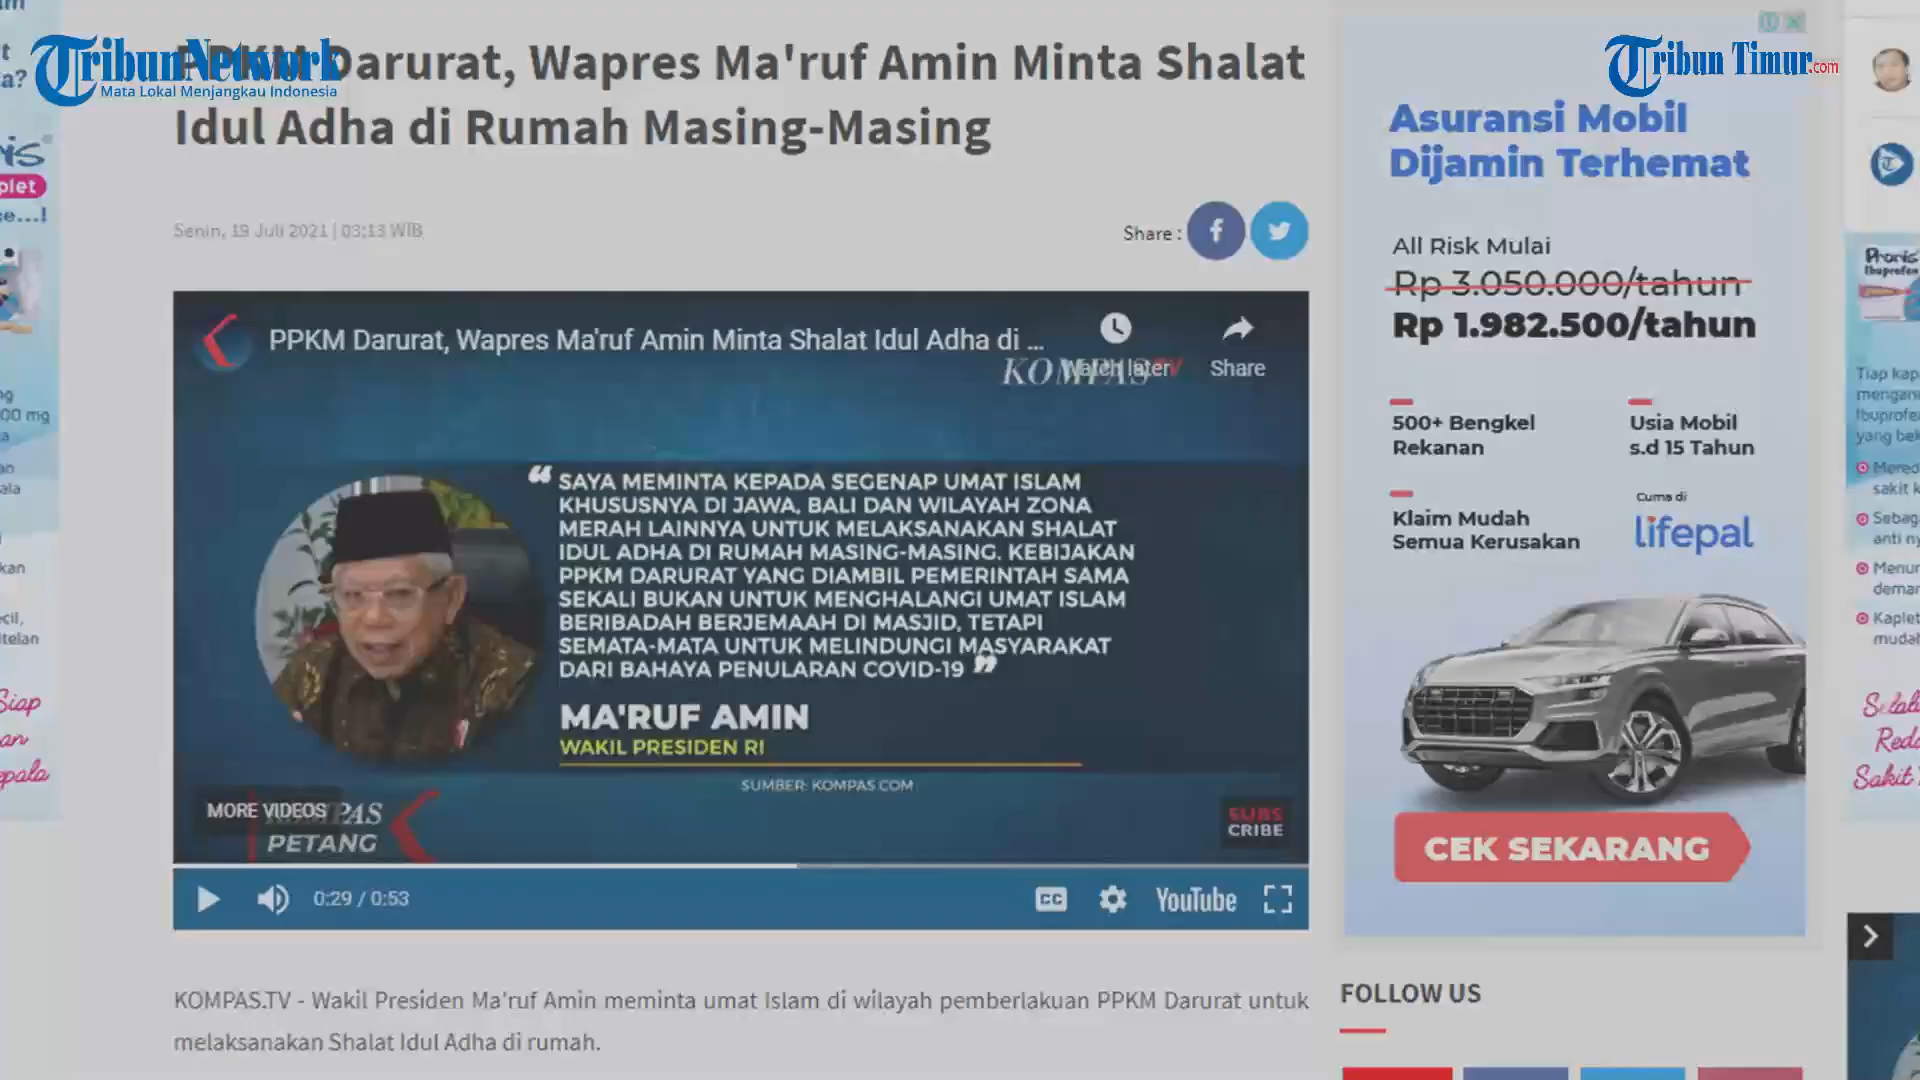 TribunNetwork
Mata Lokal Menjangkau Indonesia
Tribun Timur.com
PPKM Darurat, Wapres Ma'ruf Amin Minta Shalat
Idul Adha di Rumah Masing-Masing
Senin, 19 Juli 2021 | 03:13 WIB
Share :
PPKM Darurat, Wapres Ma'ruf Amin Minta Shalat Idul Adha di ...
Watch later
Share
KOMPAS TV
“ SAYA MEMINTA KEPADA SEGENAP UMAT ISLAM
KHUSUSNYA DI JAWA, BALI DAN WILAYAH ZONA
MERAH LAINNYA UNTUK MELAKSANAKAN SHALAT
IDUL ADHA DI RUMAH MASING-MASING. KEBIJAKAN
PPKM DARURAT YANG DIAMBIL PEMERINTAH SAMA
SEKALI BUKAN UNTUK MENGHALANGI UMAT ISLAM
BERIBADAH BERJEMAAH DI MASJID, TETAPI
SEMATA-MATA UNTUK MELINDUNGI MASYARAKAT
DARI BAHAYA PENULARAN COVID-19 ”
MA'RUF AMIN
WAKIL PRESIDEN RI
SUMBER: KOMPAS.COM
MORE VIDEOS
KOMPAS
PETANG
SUBS
CRIBE
0:29 / 0:53
CC
YouTube
KOMPAS.TV - Wakil Presiden Ma'ruf Amin meminta umat Islam di wilayah pemberlakuan PPKM Darurat untuk
melaksanakan Shalat Idul Adha di rumah.
Asuransi Mobil
Dijamin Terhemat
All Risk Mulai
Rp 3.050.000/tahun
Rp 1.982.500/tahun
500+ Bengkel
Rekanan
Usia Mobil
s.d 15 Tahun
Klaim Mudah
Semua Kerusakan
Cuma di
lifepal
CEK SEKARANG
FOLLOW US
Proris
Tiap